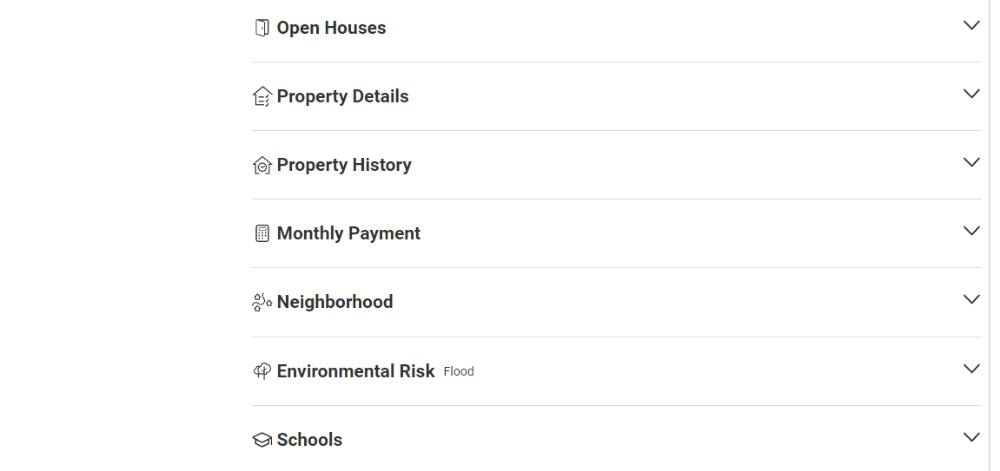 Open Houses
Property Details
Property History
Monthly Payment
Neighborhood
Environmental Risk Flood
Schools